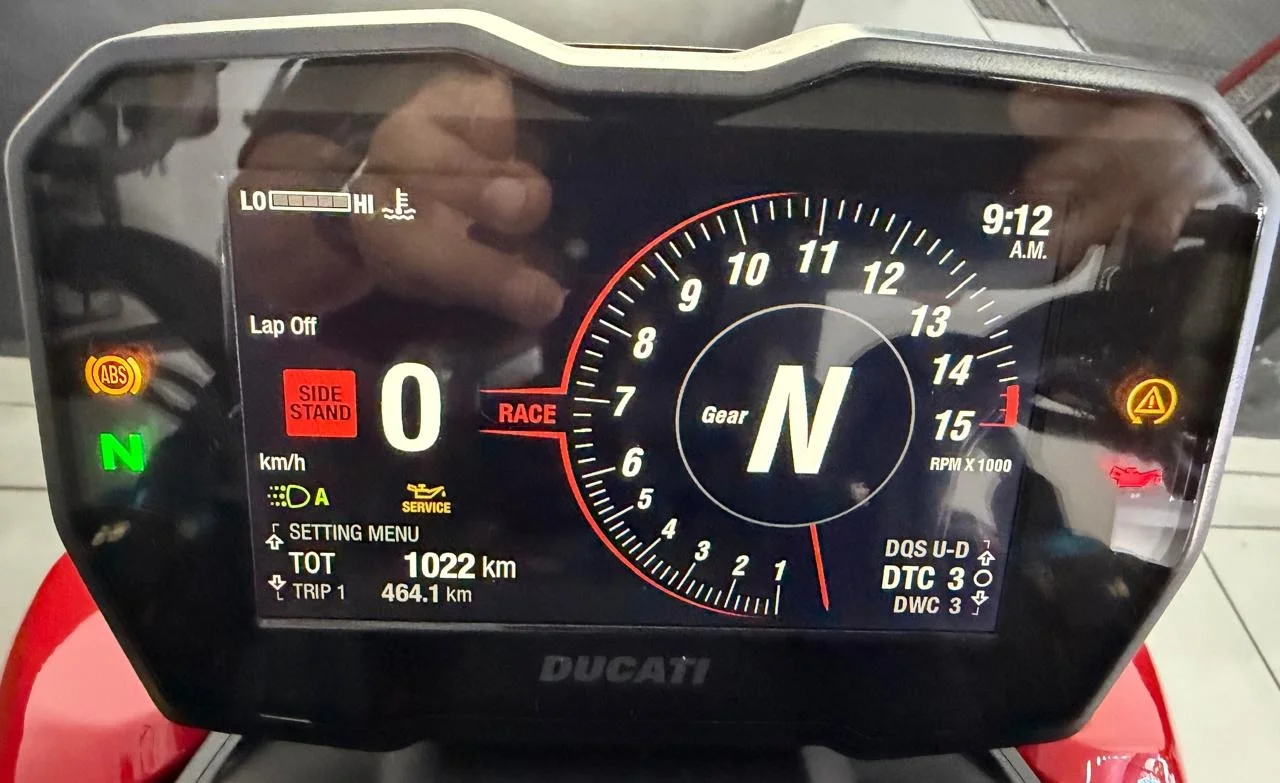 LO HI
9:12
A.M.
Lap Off
ABS
N
SIDE
STAND
0
km/h
A
SERVICE
SETTING MENU
TOT 1022 km
TRIP 1 464.1 km
RACE
1
2
3
4
5
6
7
8
9
10
11
12
13
14
15
RPM X 1000
Gear N
DQS U-D
DTC 3
DWC 3
DUCATI